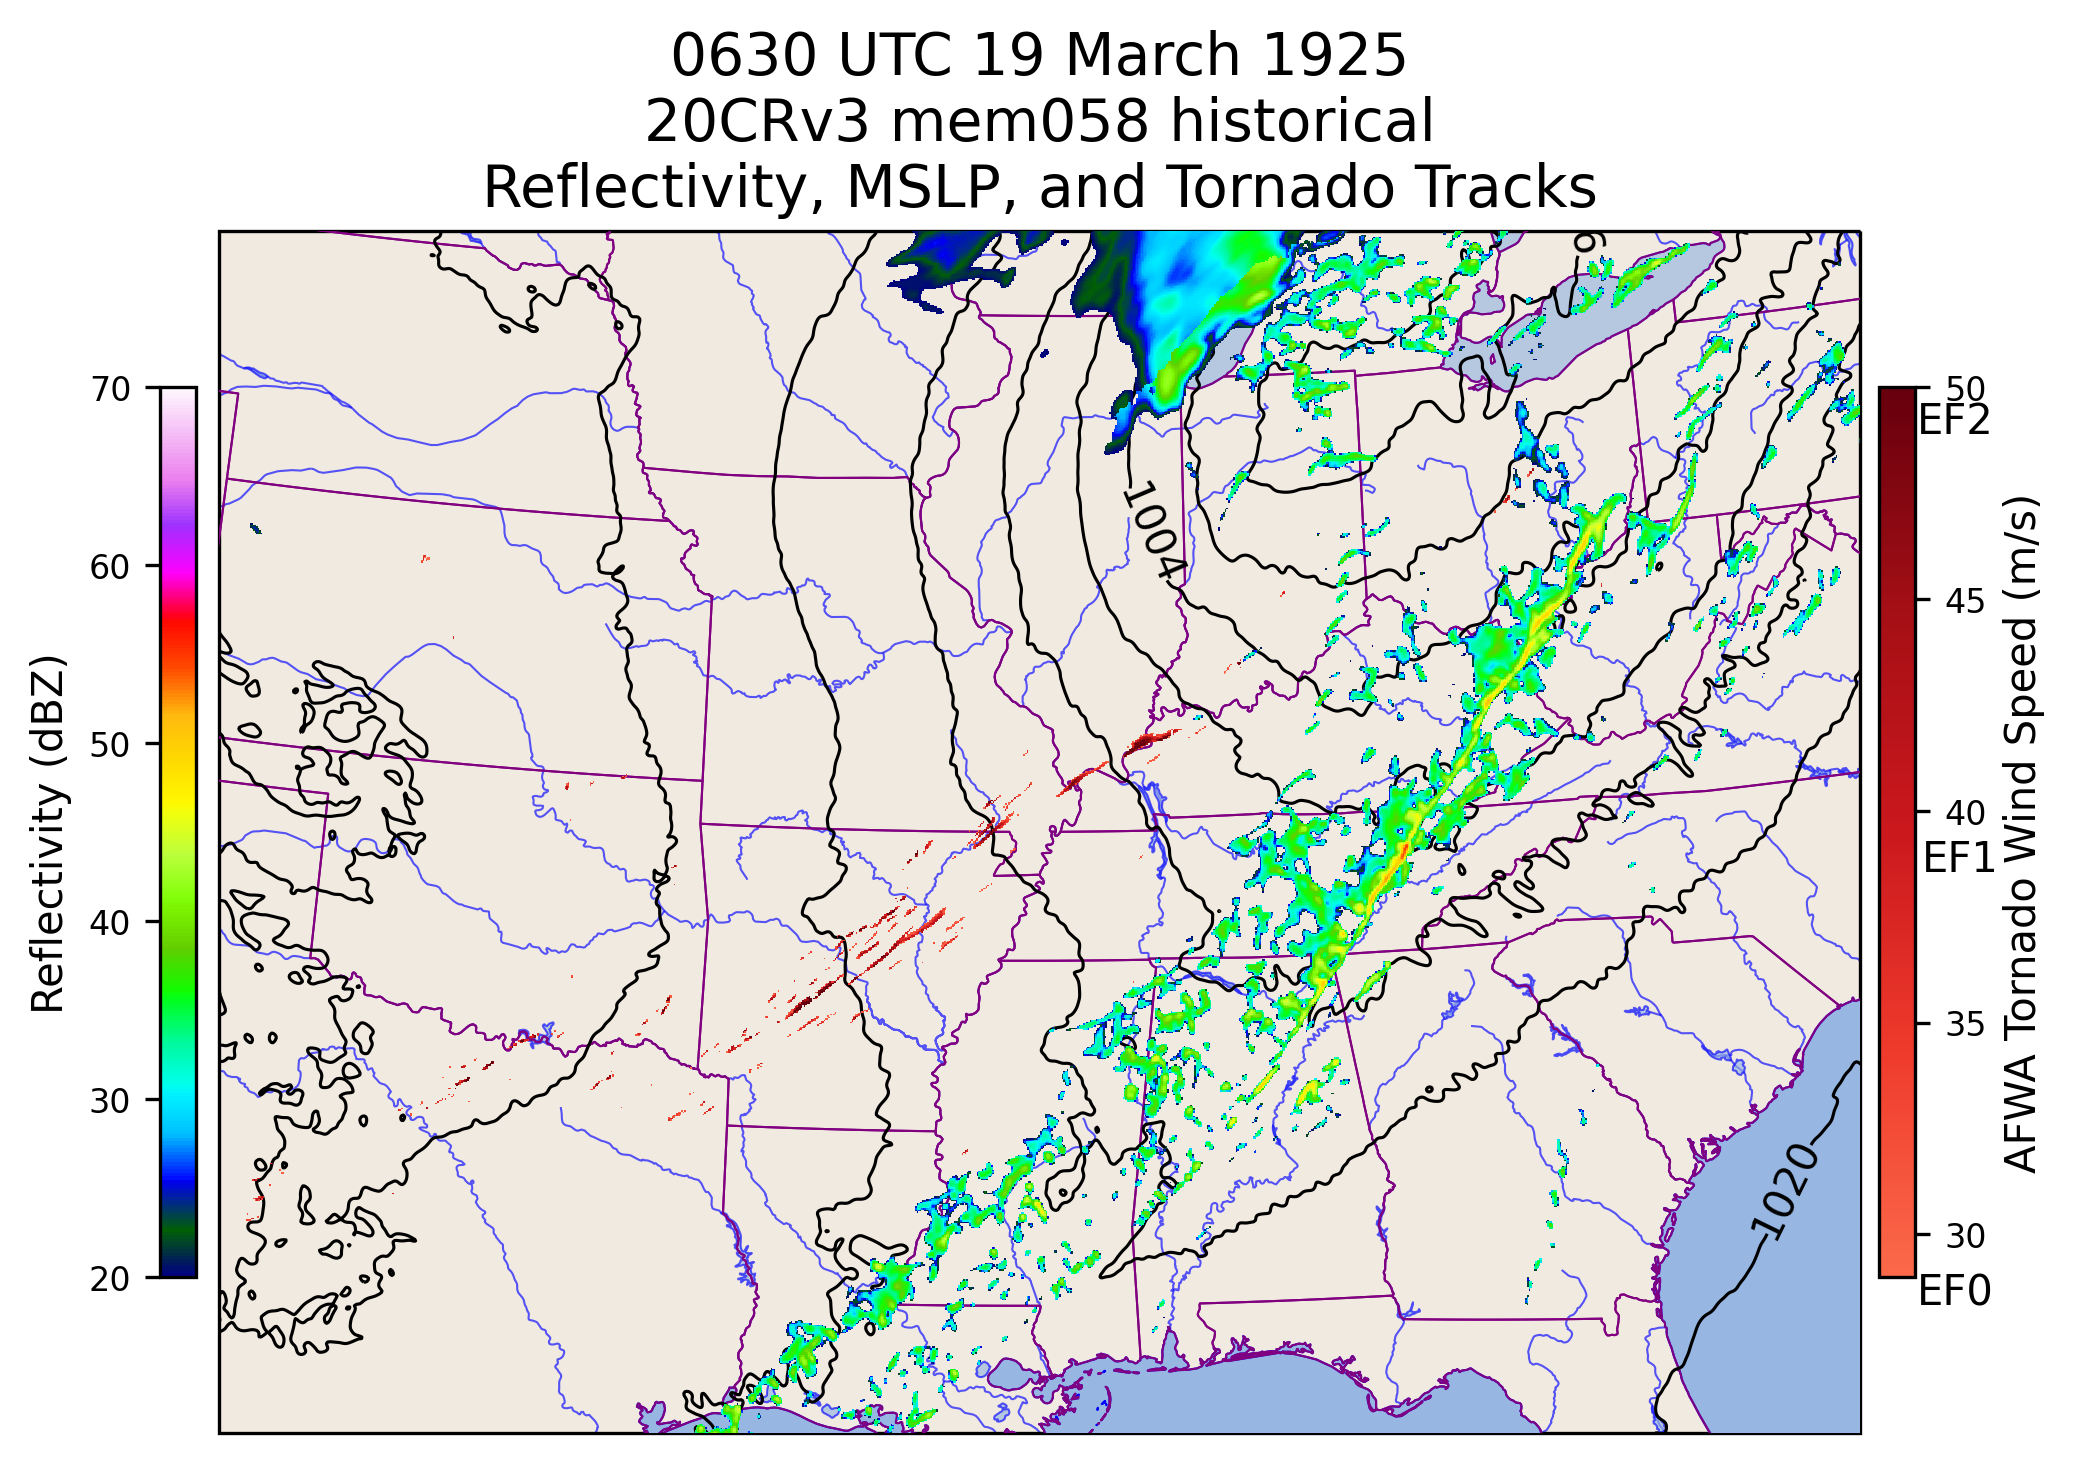 0630 UTC 19 March 1925
20CRv3 mem058 historical
Reflectivity, MSLP, and Tornado Tracks
70
60
50
40
30
20
Reflectivity (dBZ)
1004
1020
50
EF2
45
40
EF1
35
30
EF0
AFWA Tornado Wind Speed (m/s)